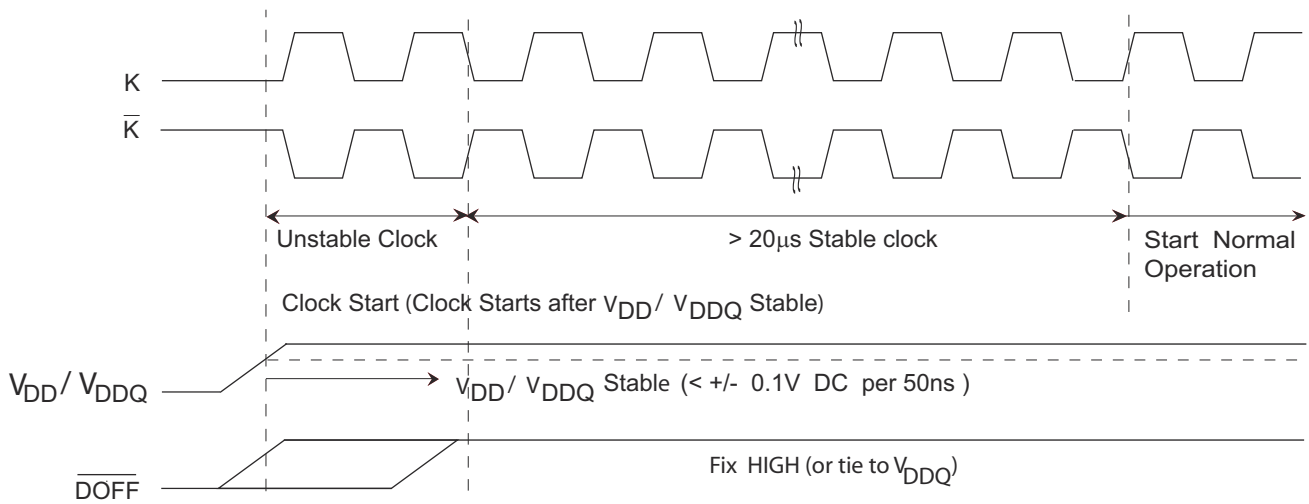 K
K̅
Unstable Clock
> 20μs Stable clock
Start Normal
Operation
Clock Start (Clock Starts after VDD / VDDQ Stable)
VDD / VDDQ
VDD / VDDQ Stable (< +/- 0.1V DC per 50ns )
D̅O̅F̅F̅
Fix HIGH (or tie to VDDQ)